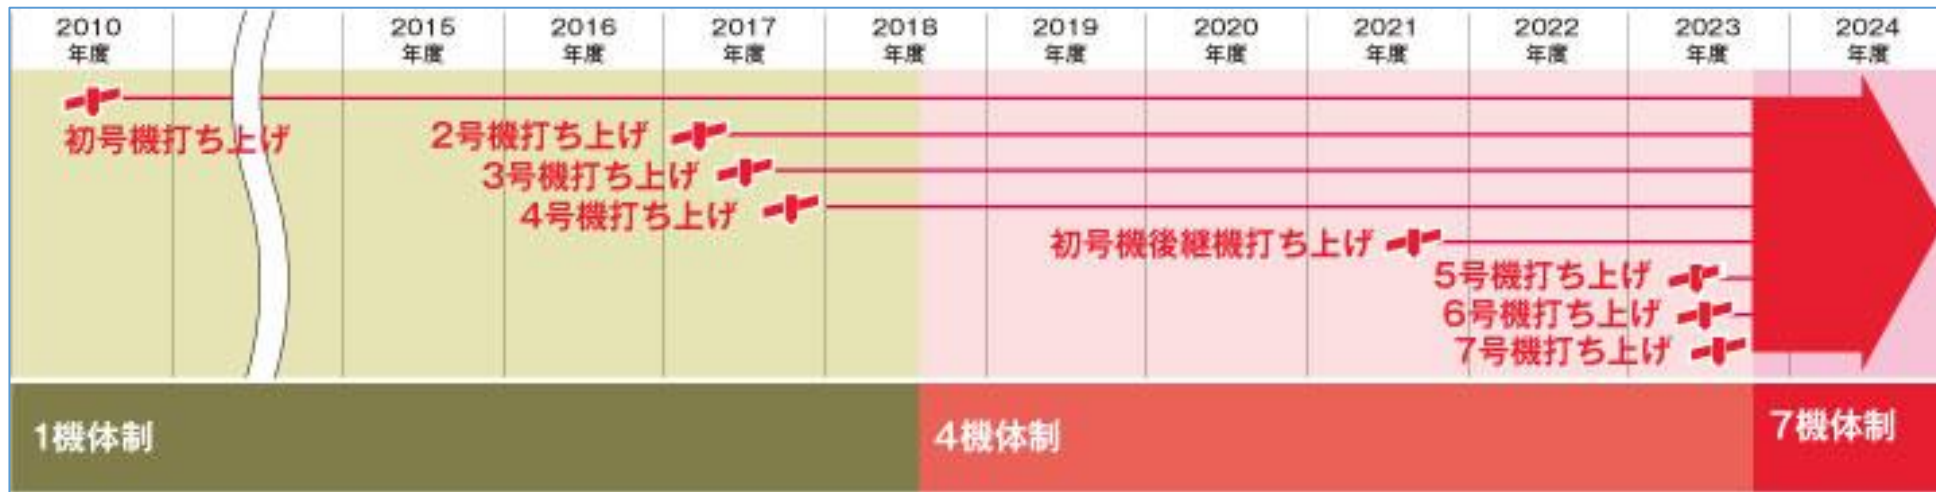 2010
年度
2015
年度
2016
年度
2017
年度
2018
年度
2019
年度
2020
年度
2021
年度
2022
年度
2023
年度
2024
年度
初号機打ち上げ
2号機打ち上げ
3号機打ち上げ
4号機打ち上げ
初号機後継機打ち上げ
5号機打ち上げ
6号機打ち上げ
7号機打ち上げ
1機体制
4機体制
7機体制